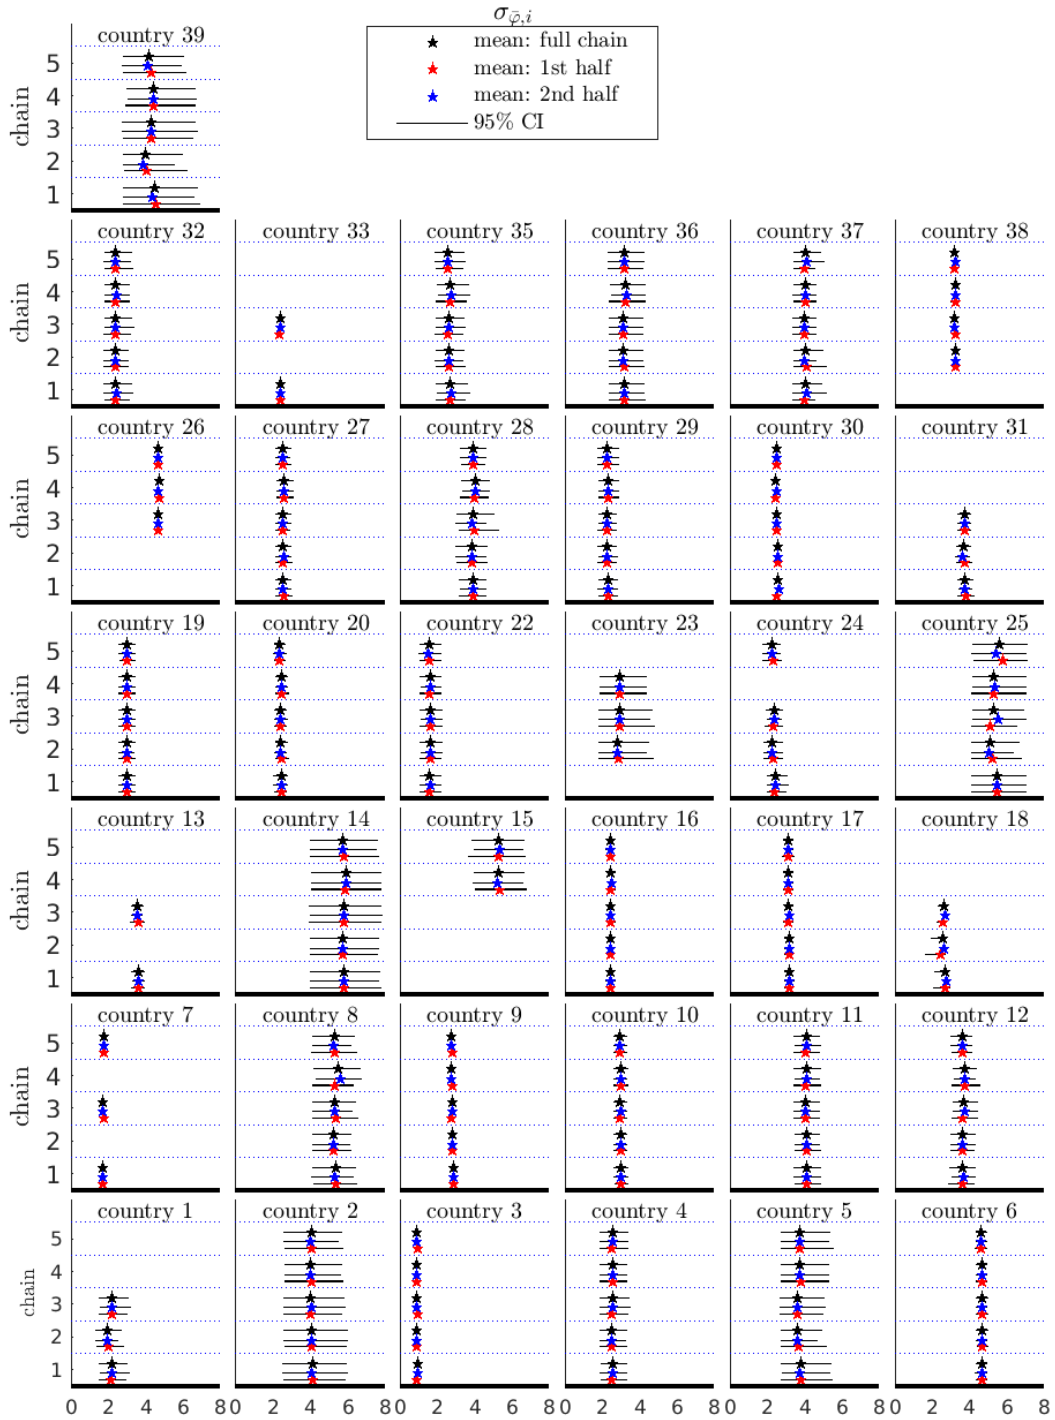 σ_φ̄,i
mean: full chain
mean: 1st half
mean: 2nd half
95% CI
country 39
chain
5
4
3
2
1
country 32 country 33 country 35 country 36 country 37 country 38
chain
5
4
3
2
1
country 26 country 27 country 28 country 29 country 30 country 31
chain
5
4
3
2
1
country 19 country 20 country 22 country 23 country 24 country 25
chain
5
4
3
2
1
country 13 country 14 country 15 country 16 country 17 country 18
chain
5
4
3
2
1
country 7 country 8 country 9 country 10 country 11 country 12
chain
5
4
3
2
1
country 1 country 2 country 3 country 4 country 5 country 6
chain
5
4
3
2
1
0 2 4 6 8 0 2 4 6 8 0 2 4 6 8 0 2 4 6 8 0 2 4 6 8 0 2 4 6 8